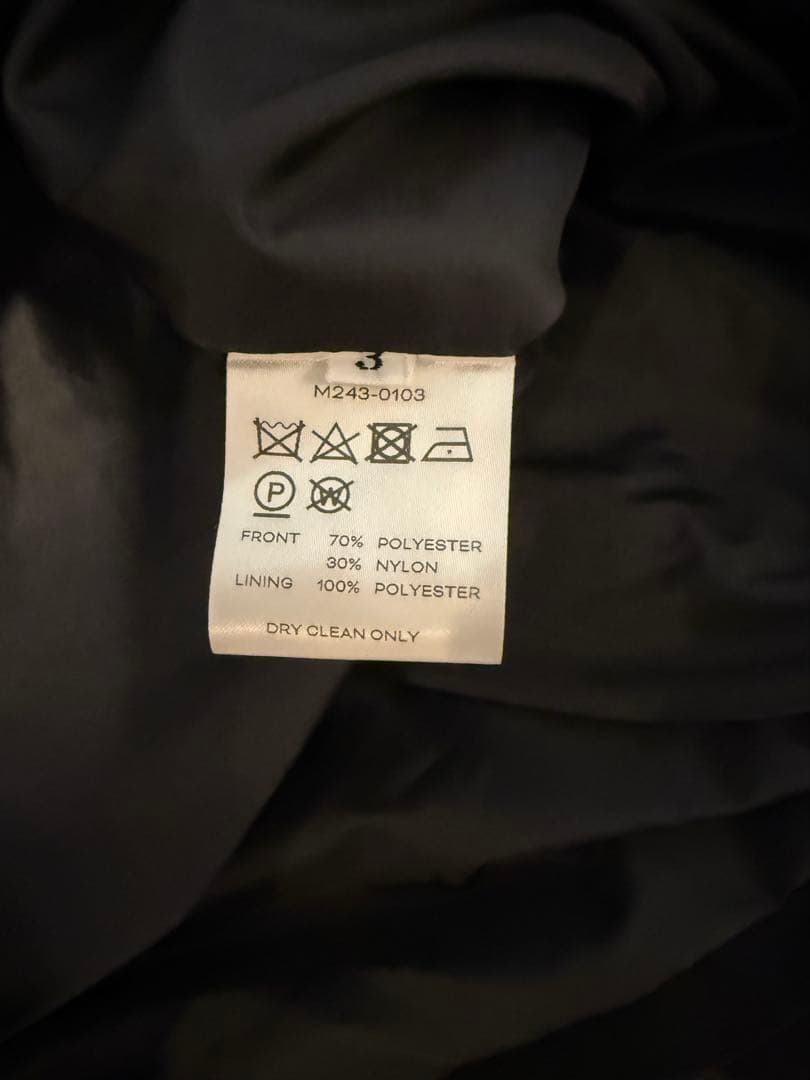 3
M243-0103
P W
FRONT 70% POLYESTER
30% NYLON
LINING 100% POLYESTER
DRY CLEAN ONLY